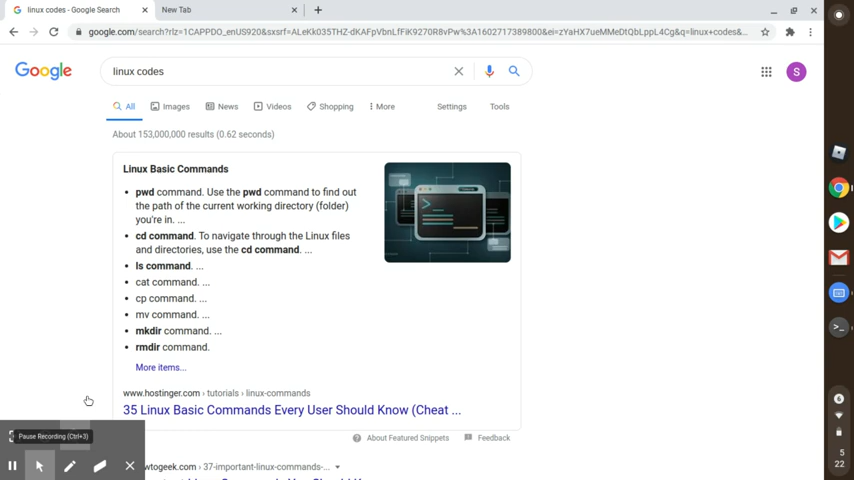 linux codes - Google Search
New Tab
google.com/search?rlz=1CAPPDO_enUS920&sxsrf=ALeKk035THZ-dKAFpVbnLfFiK9270R8vPw%3A1602717389800&ei=zYaHX7ueMMeDtQbLppL4Cg&q=linux+codes&...
Google
linux codes
S
All
Images
News
Videos
Shopping
More
Settings
Tools
About 153,000,000 results (0.62 seconds)
Linux Basic Commands
• pwd command. Use the pwd command to find out
the path of the current working directory (folder)
you're in. ...
• cd command. To navigate through the Linux files
and directories, use the cd command. ...
• ls command. ...
• cat command. ...
• cp command. ...
• mv command. ...
• mkdir command. ...
• rmdir command.
More items...
www.hostinger.com › tutorials › linux-commands
35 Linux Basic Commands Every User Should Know (Cheat ...
About Featured Snippets
Feedback
Pause Recording (Ctrl+3)
wtogeek.com › 37-important-linux-commands-...
6
5
22